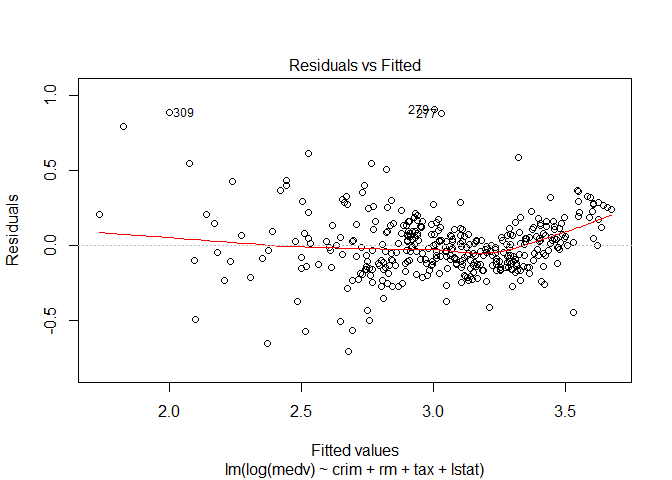 Residuals vs Fitted
1.0
0.5
0.0
-0.5
Residuals
309
279
277
2.0
2.5
3.0
3.5
Fitted values
lm(log(medv) ~ crim + rm + tax + lstat)